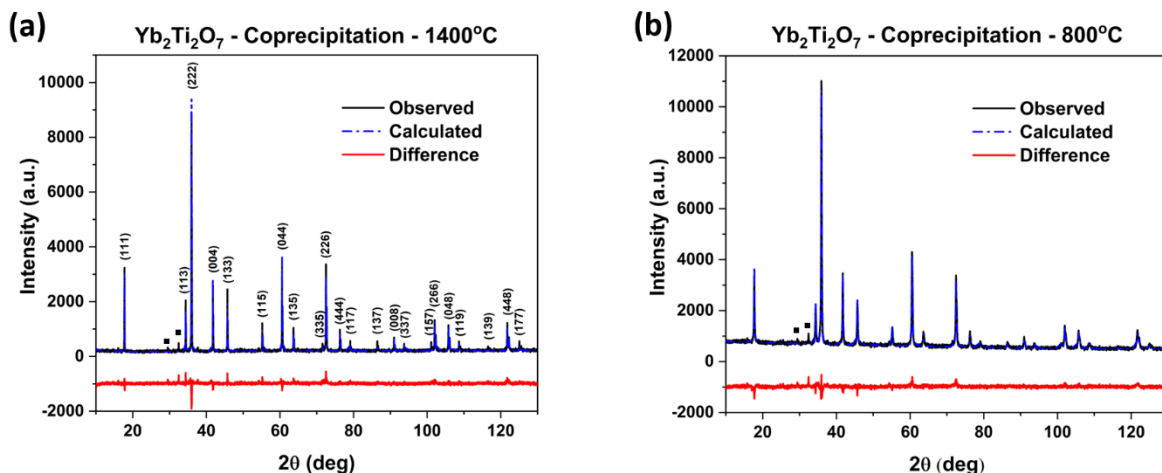 (a)
Yb₂Ti₂O₇ - Coprecipitation - 1400°C
Intensity (a.u.)
10000
8000
6000
4000
2000
0
-2000
Observed
Calculated
Difference
(111)
(113)
(222)
(004)
(133)
(115)
(044)
(135)
(335)
(226)
(444)
(117)
(137)
(008)
(337)
(157)
(266)
(048)
(119)
(139)
(448)
(177)
20 40 60 80 100 120
2θ (deg)
(b)
Yb₂Ti₂O₇ - Coprecipitation - 800°C
Intensity (a.u.)
12000
10000
8000
6000
4000
2000
0
-2000
Observed
Calculated
Difference
20 40 60 80 100 120
2θ (deg)